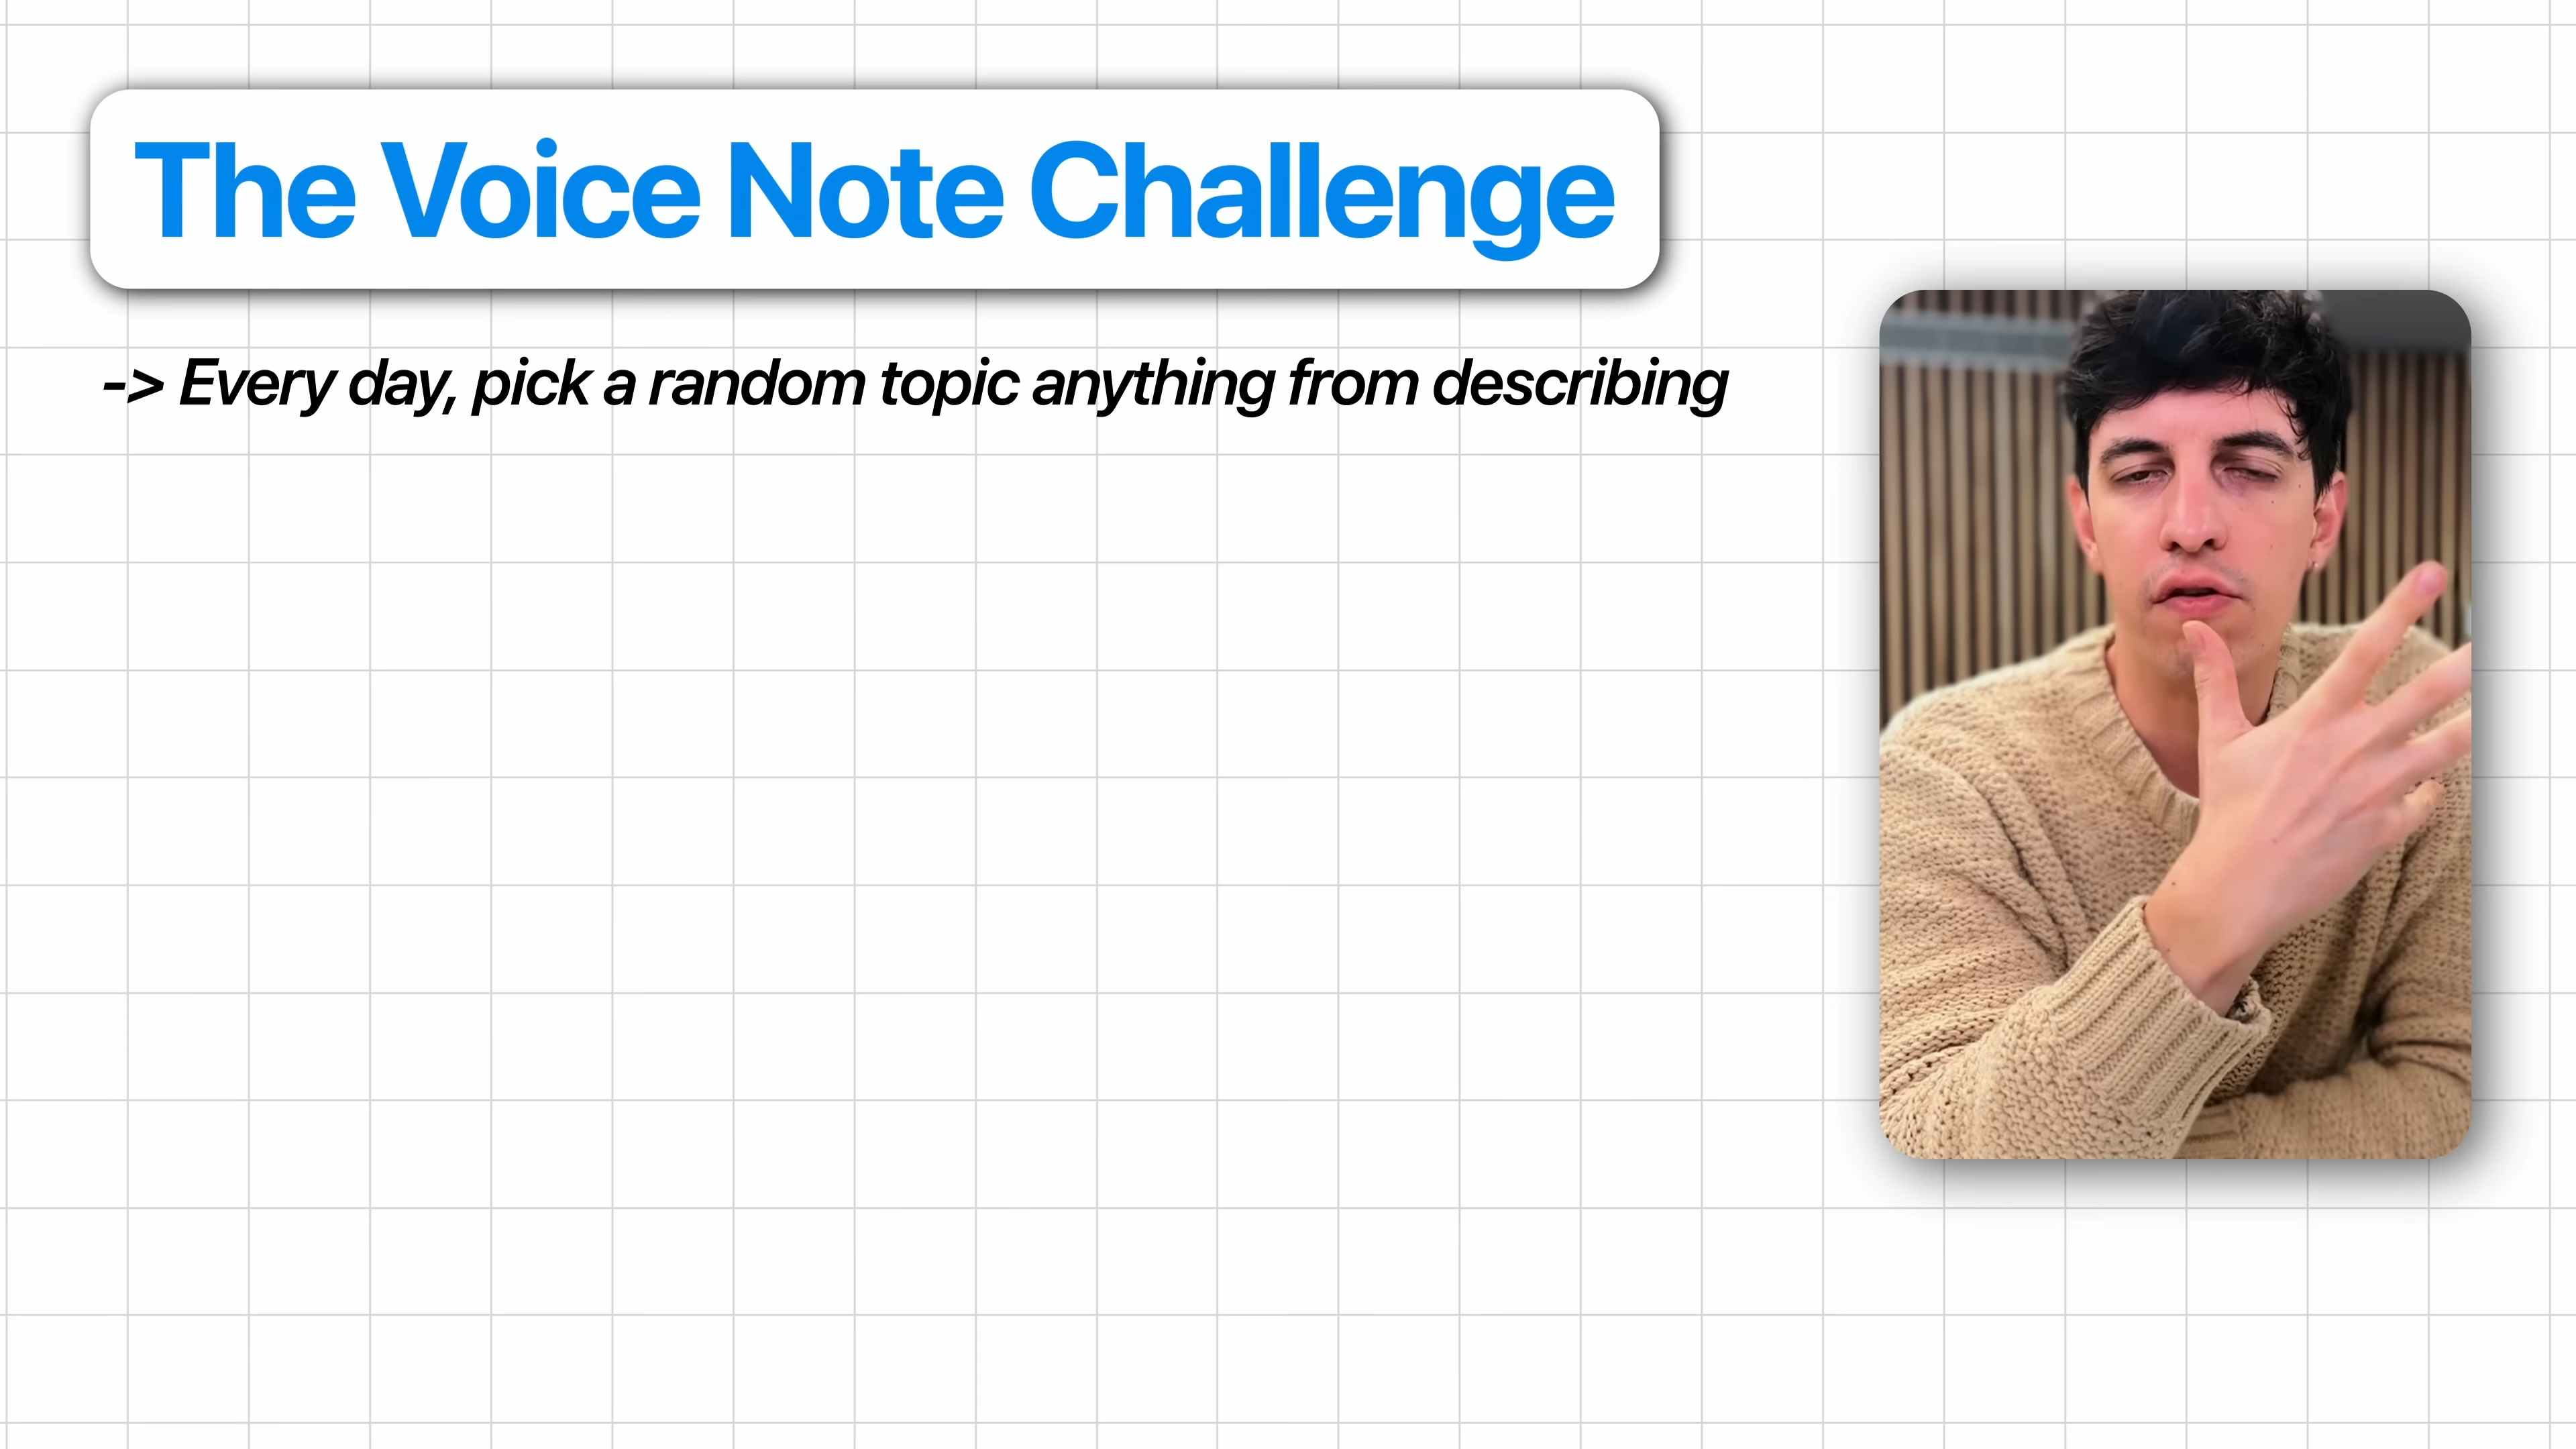 The Voice Note Challenge
-> Every day, pick a random topic anything from describing